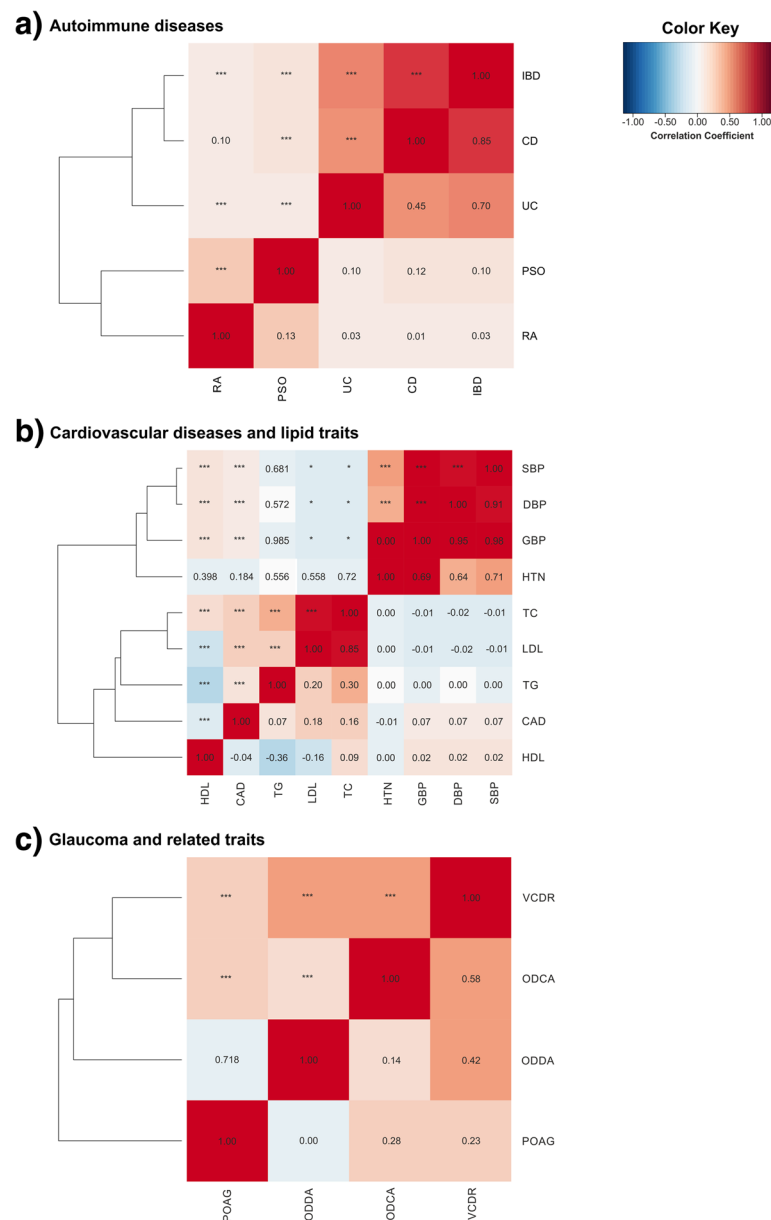 a) Autoimmune diseases
Color Key
-1.00 -0.50 0.00 0.50 1.00
Correlation Coefficient
*** *** *** *** 1.00 IBD
0.10 *** *** 1.00 0.85 CD
*** *** 1.00 0.45 0.70 UC
*** 1.00 0.10 0.12 0.10 PSO
1.00 0.13 0.03 0.01 0.03 RA
RA PSO UC CD IBD
b) Cardiovascular diseases and lipid traits
*** *** 0.681 * * *** *** *** 1.00 SBP
*** *** 0.572 * * *** *** 1.00 0.91 DBP
*** *** 0.985 * * 1.00 0.95 0.98 GBP
0.398 0.184 0.556 0.558 0.72 1.00 0.69 0.64 0.71 HTN
*** *** *** *** 1.00 0.00 -0.01 -0.02 -0.01 TC
*** *** *** 1.00 0.85 0.00 -0.01 -0.02 -0.01 LDL
*** *** 1.00 0.20 0.30 0.00 0.00 0.00 0.00 TG
*** 1.00 0.07 0.18 0.16 -0.01 0.07 0.07 0.07 CAD
1.00 -0.04 -0.36 -0.16 0.09 0.00 0.02 0.02 0.02 HDL
HDL CAD TG LDL TC HTN GBP DBP SBP
c) Glaucoma and related traits
*** *** *** 1.00 VCDR
*** *** 1.00 0.58 ODCA
0.718 1.00 0.14 0.42 ODDA
1.00 0.00 0.28 0.23 POAG
POAG ODDA ODCA VCDR